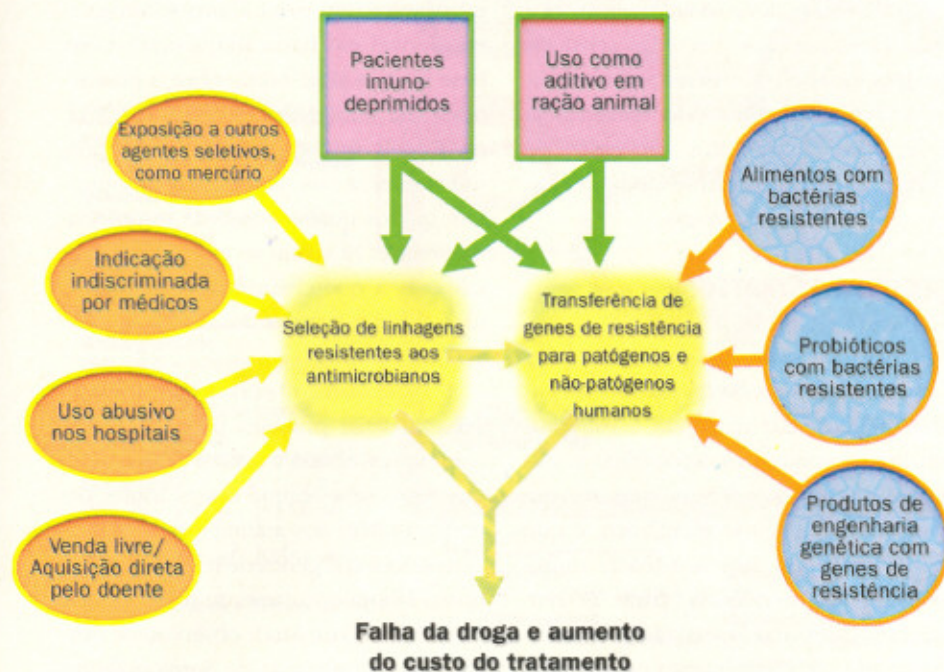 Pacientes
imuno-
deprimidos
Uso como
aditivo em
ração animal
Exposição a outros
agentes seletivos,
como mercúrio
Indicação
indiscriminada
por médicos
Uso abusivo
nos hospitais
Venda livre/
Aquisição direta
pelo doente
Seleção de linhagens
resistentes aos
antimicrobianos
Transferência de
genes de resistência
para patógenos e
não-patógenos
humanos
Alimentos com
bactérias
resistentes
Probióticos
com bactérias
resistentes
Produtos de
engenharia
genética com
genes de
resistência
Falha da droga e aumento
do custo do tratamento